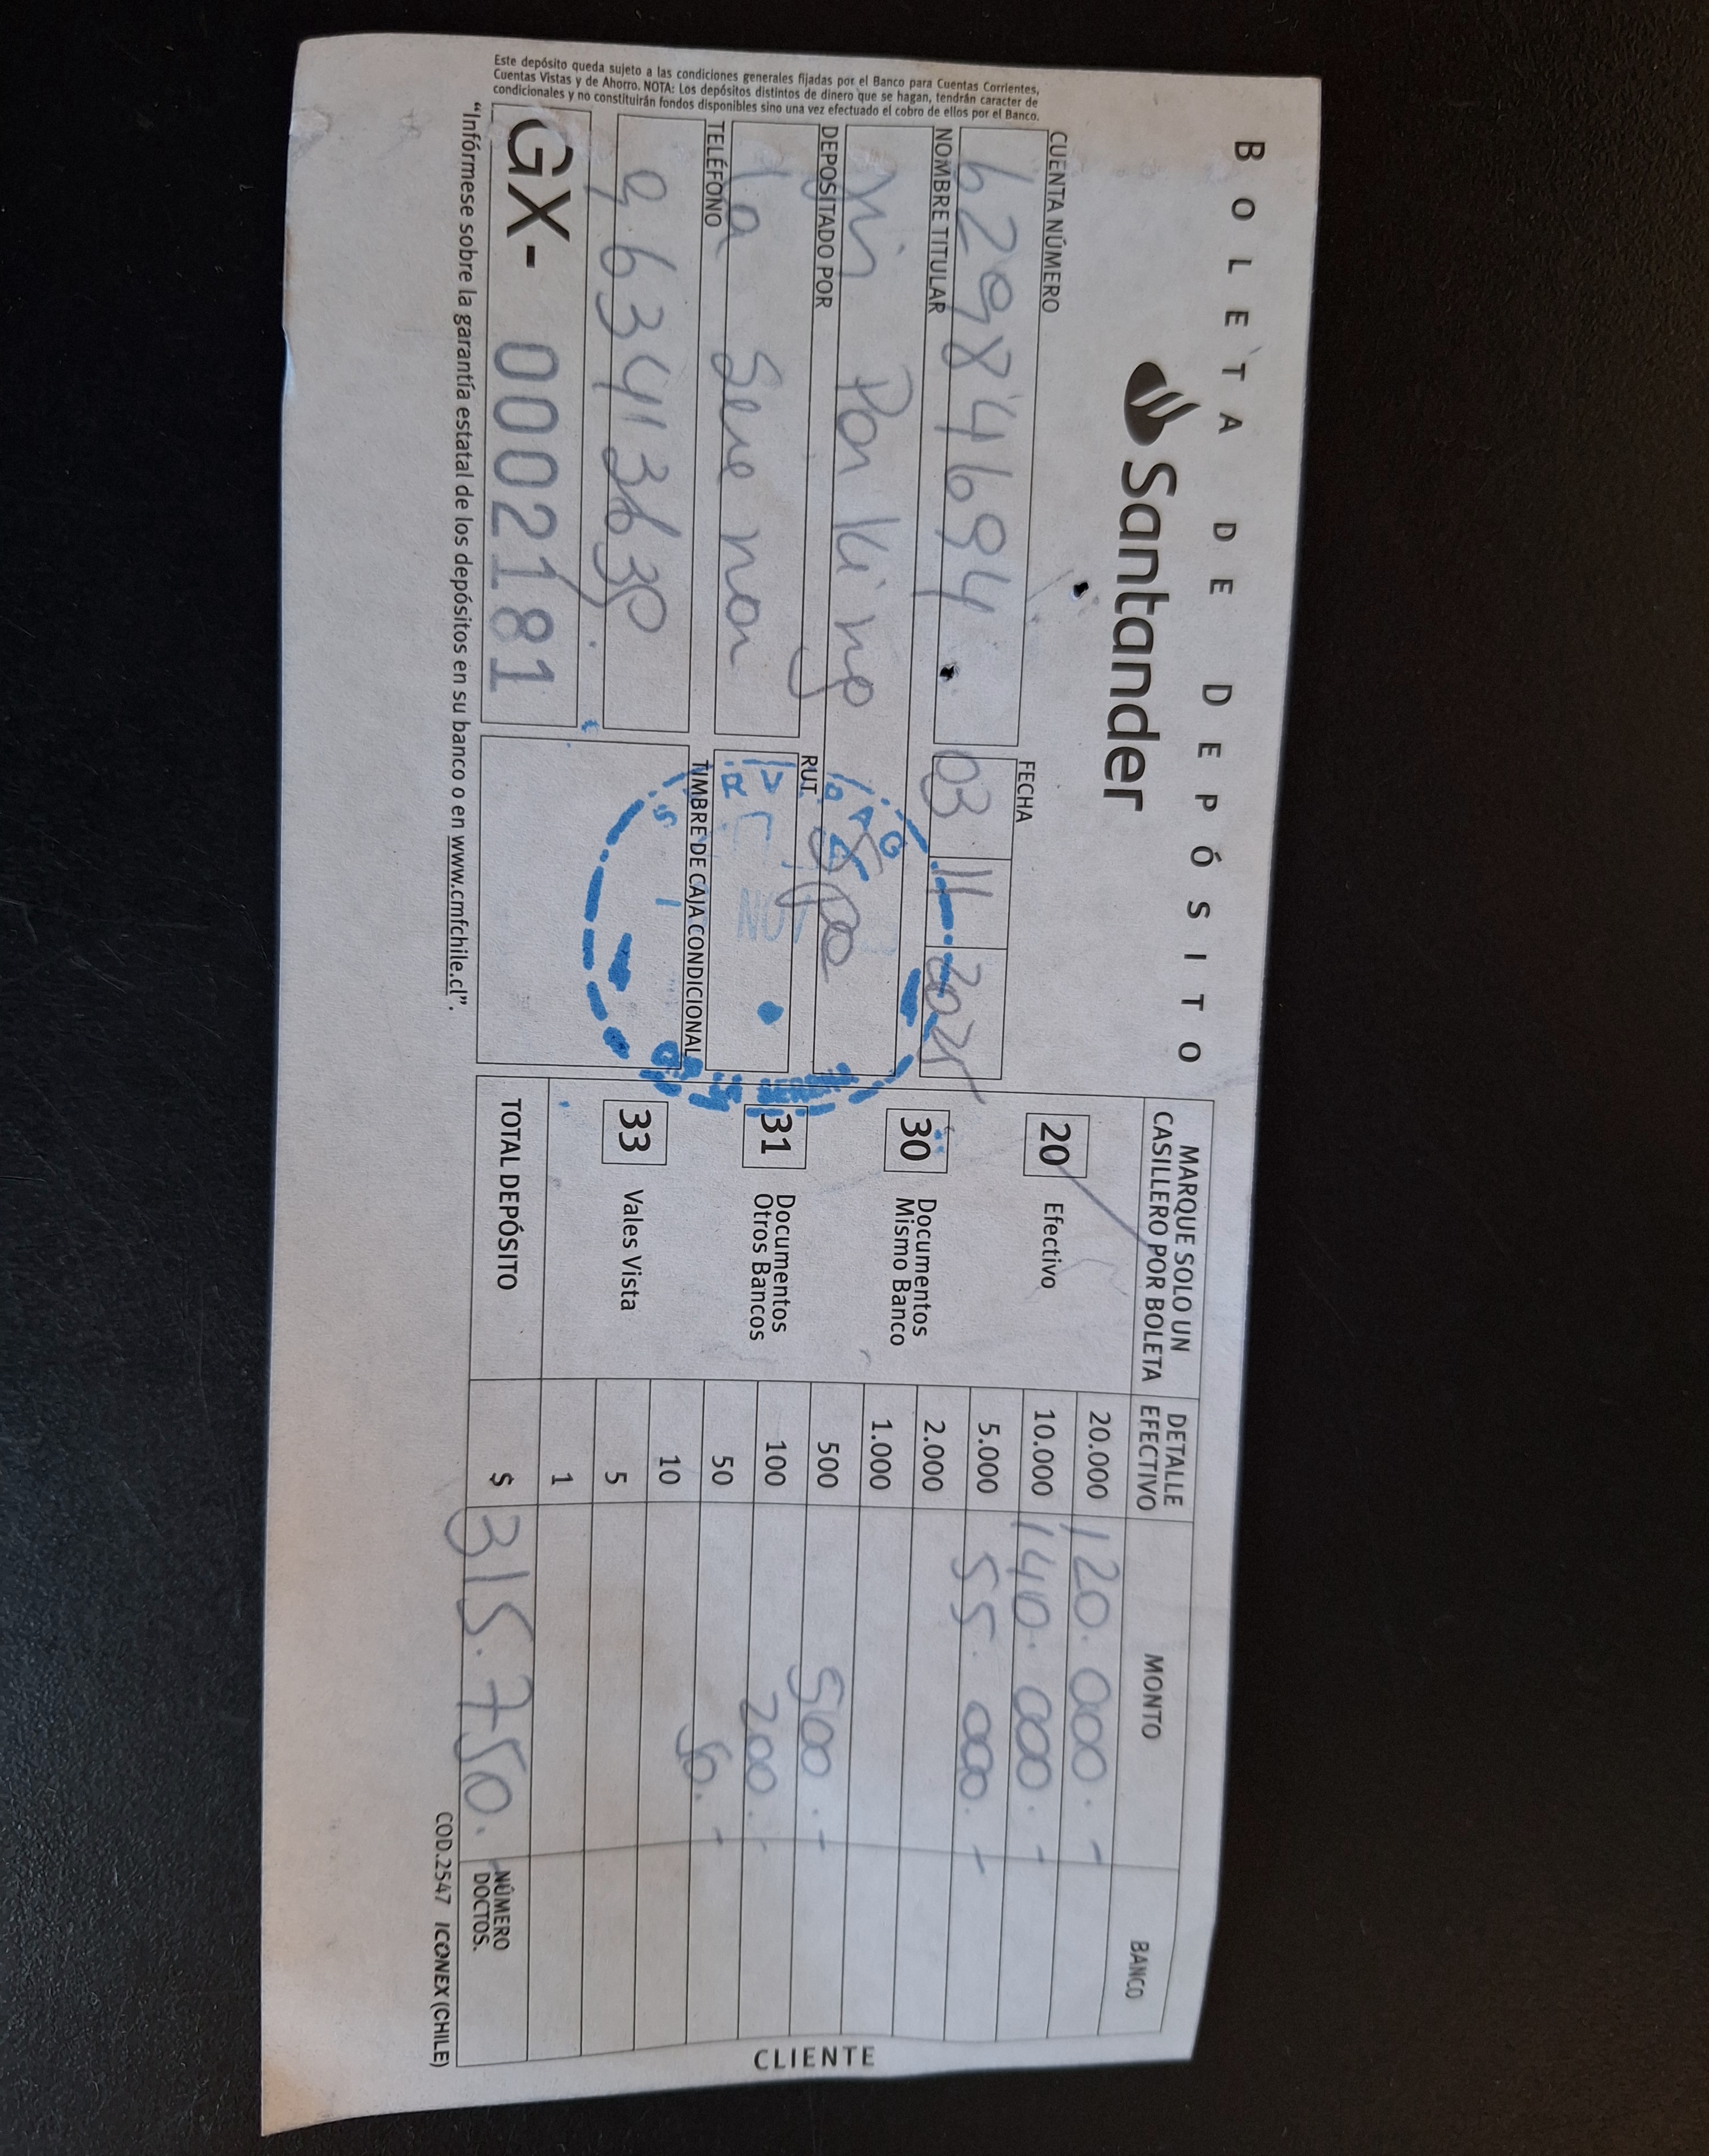 BOLETA DE DEPÓSITO
Santander
CUENTA NÚMERO
FECHA
629846694
03 11 2025
NOMBRE TITULAR
Mi Parking Spa
DEPOSITADO POR
RUT
La Serena
TELÉFONO
TIMBRE DE CAJA CONDICIONAL
963413639
GX- 0002181
Este depósito queda sujeto a las condiciones generales fijadas por el Banco para Cuentas Corrientes,
Cuentas Vistas y de Ahorro. NOTA: Los depósitos distintos de dinero que se hagan, tendrán caracter de
condicionales y no constituirán fondos disponibles sino una vez efectuado el cobro de ellos por el Banco.
"Infórmese sobre la garantía estatal de los depósitos en su banco o en www.cmfchile.cl".
MARQUE SOLO UN
CASILLERO POR BOLETA
DETALLE
EFECTIVO
MONTO
BANCO
20 Efectivo
30 Documentos
Mismo Banco
31 Documentos
Otros Bancos
33 Vales Vista
20.000 120.000.-
10.000 140.000.-
5.000 55.000.-
2.000
1.000
500 500.-
100 200.-
50 50.-
10
5
1
TOTAL DEPÓSITO $ 315.750.-
NÚMERO
DOCTOS.
COD.2547 ICONEX (CHILE)
CLIENTE